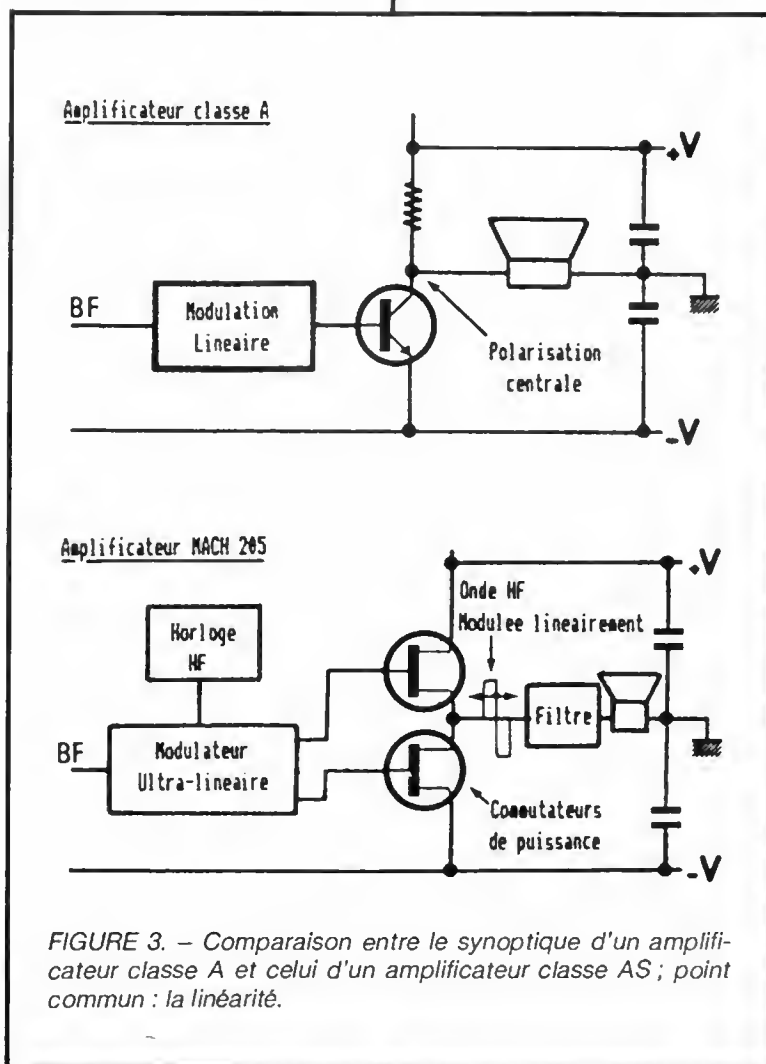 Amplificateur classe A
+V
BF
Modulation
Lineaire
Polarisation
centrale
-V
Amplificateur MACH 205
+V
Onde HF
Modulee lineairement
Horloge
HF
Filtre
BF
Modulateur
Ultra-lineaire
Commutateurs
de puissance
-V
FIGURE 3. – Comparaison entre le synoptique d'un amplifi-
cateur classe A et celui d'un amplificateur classe AS ; point
commun : la linéarité.